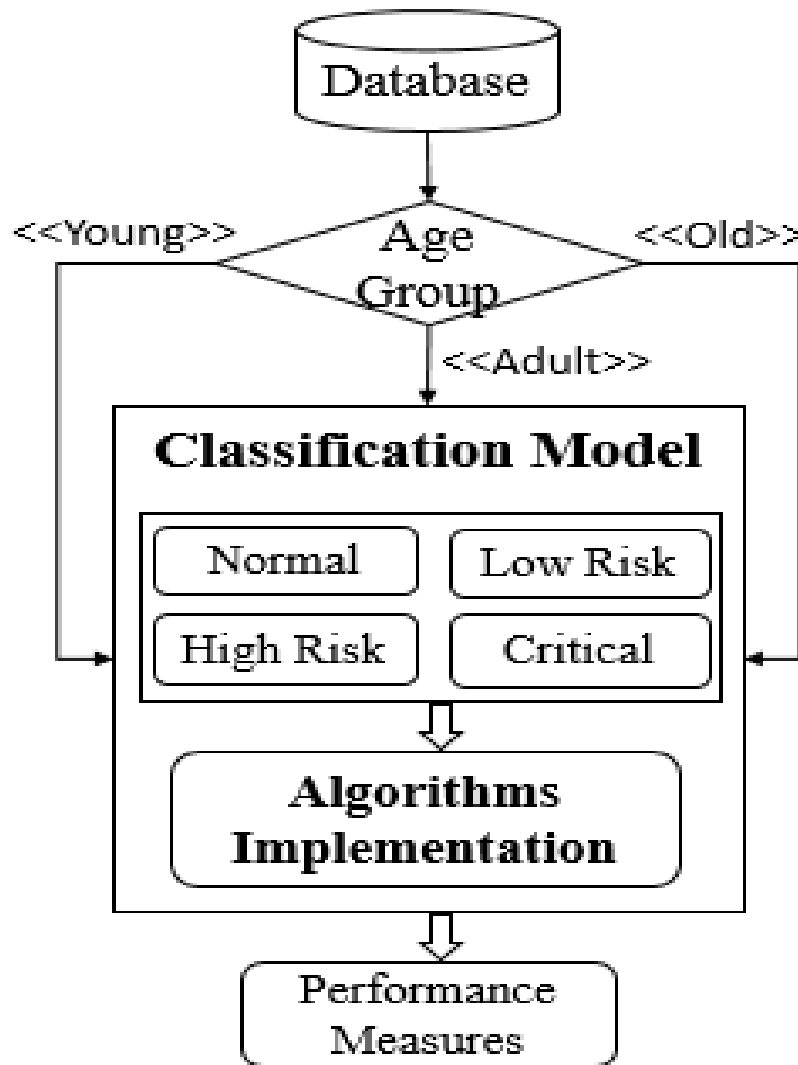 Database
<<Young>>
Age
Group
<<Old>>
<<Adult>>
Classification Model
Normal
Low Risk
High Risk
Critical
Algorithms
Implementation
Performance
Measures